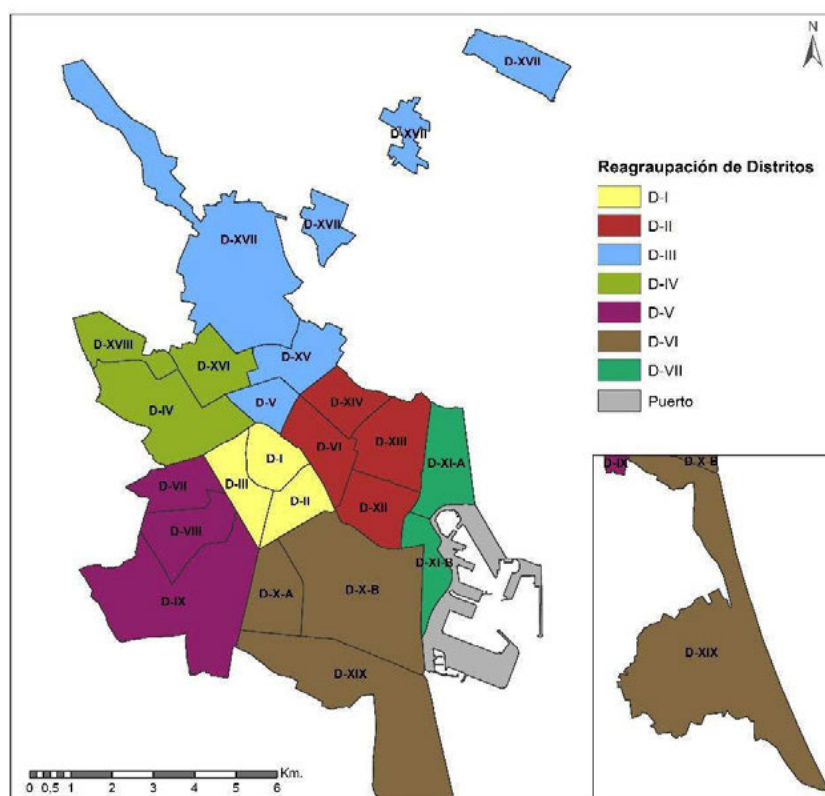 N
D-XVII
D-XVII
D-XVII
D-XVII
Reagraupación de Distritos
D-I
D-II
D-III
D-IV
D-V
D-VI
D-VII
Puerto
D-XVIII
D-XVI
D-XV
D-IV
D-V
D-XIV
D-VI
D-XIII
D-I
D-III
D-XI-A
D-VII
D-II
D-XII
D-VIII
D-XI-B
D-IX
D-X-A
D-X-B
D-XIX
D-IX
D-X-B
D-XIX
Km.
0 0,5 1 2 3 4 5 6